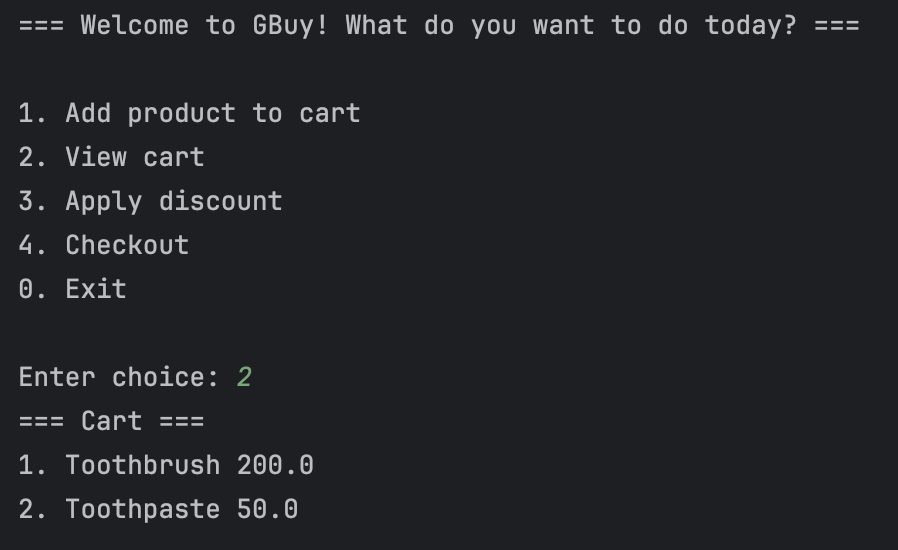 === Welcome to GBuy! What do you want to do today? ===
1. Add product to cart
2. View cart
3. Apply discount
4. Checkout
0. Exit
Enter choice: 2
=== Cart ===
1. Toothbrush 200.0
2. Toothpaste 50.0